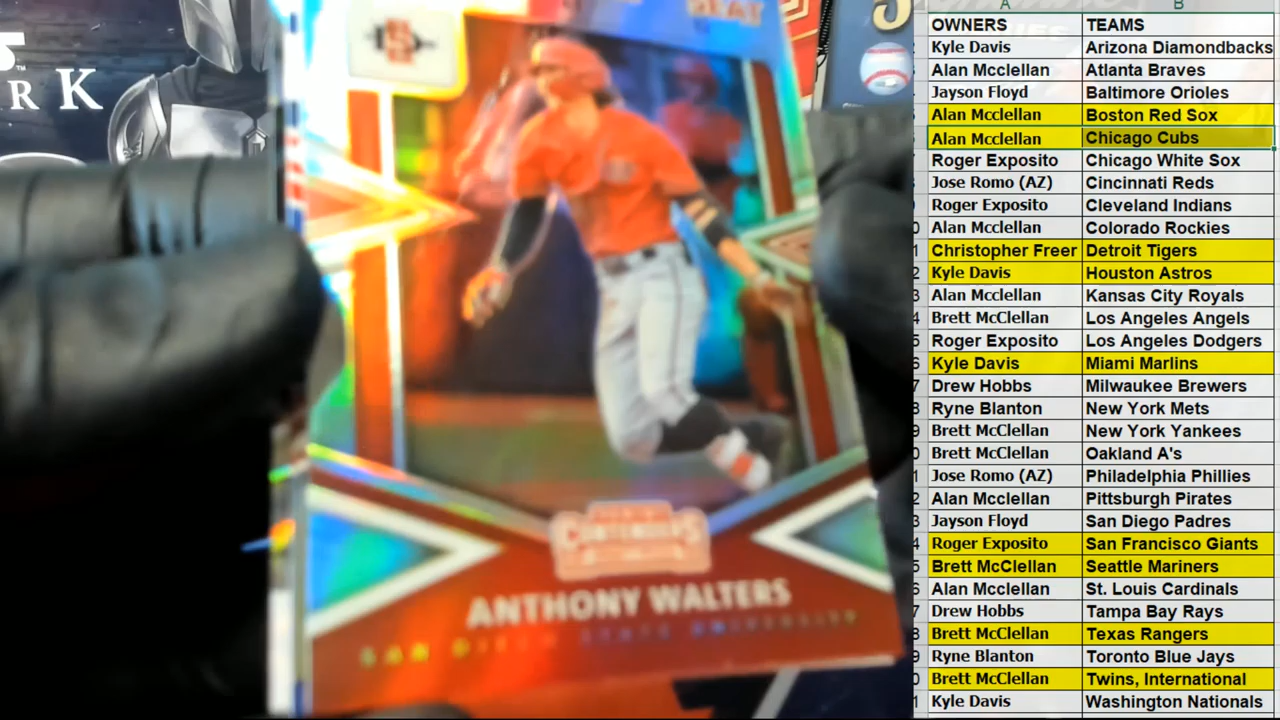 RK
ANTHONY WALTERS
SAN DIEGO STATE UNIVERSITY
CONTENDERS
A B
OWNERS TEAMS
Kyle Davis Arizona Diamondbacks
Alan Mcclellan Atlanta Braves
Jayson Floyd Baltimore Orioles
Alan Mcclellan Boston Red Sox
Alan Mcclellan Chicago Cubs
Roger Exposito Chicago White Sox
Jose Romo (AZ) Cincinnati Reds
Roger Exposito Cleveland Indians
Alan Mcclellan Colorado Rockies
Christopher Freer Detroit Tigers
Kyle Davis Houston Astros
Alan Mcclellan Kansas City Royals
Brett McClellan Los Angeles Angels
Roger Exposito Los Angeles Dodgers
Kyle Davis Miami Marlins
Drew Hobbs Milwaukee Brewers
Ryne Blanton New York Mets
Brett McClellan New York Yankees
Brett McClellan Oakland A's
Jose Romo (AZ) Philadelphia Phillies
Alan Mcclellan Pittsburgh Pirates
Jayson Floyd San Diego Padres
Roger Exposito San Francisco Giants
Brett McClellan Seattle Mariners
Alan Mcclellan St. Louis Cardinals
Drew Hobbs Tampa Bay Rays
Brett McClellan Texas Rangers
Ryne Blanton Toronto Blue Jays
Brett McClellan Twins, International
Kyle Davis Washington Nationals